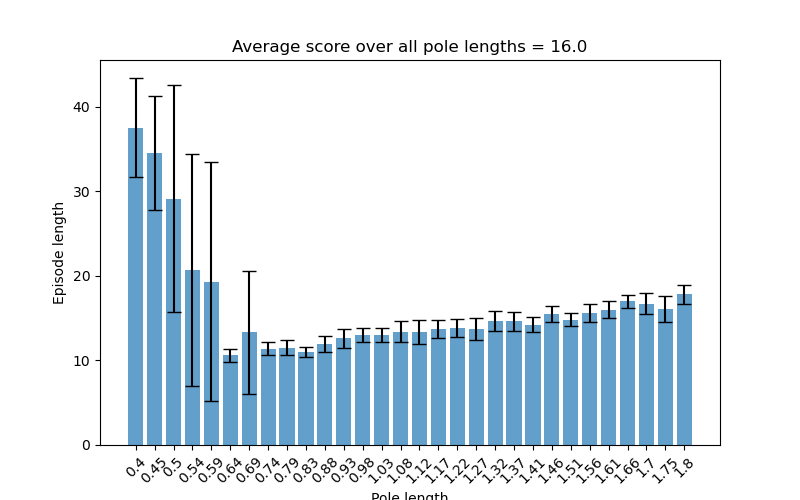 Average score over all pole lengths = 16.0
Episode length
40
30
20
10
0
0.4 0.45 0.5 0.54 0.59 0.64 0.69 0.74 0.79 0.83 0.88 0.93 0.98 1.03 1.08 1.12 1.17 1.22 1.27 1.32 1.37 1.41 1.46 1.51 1.56 1.61 1.66 1.7 1.75 1.8
Pole length